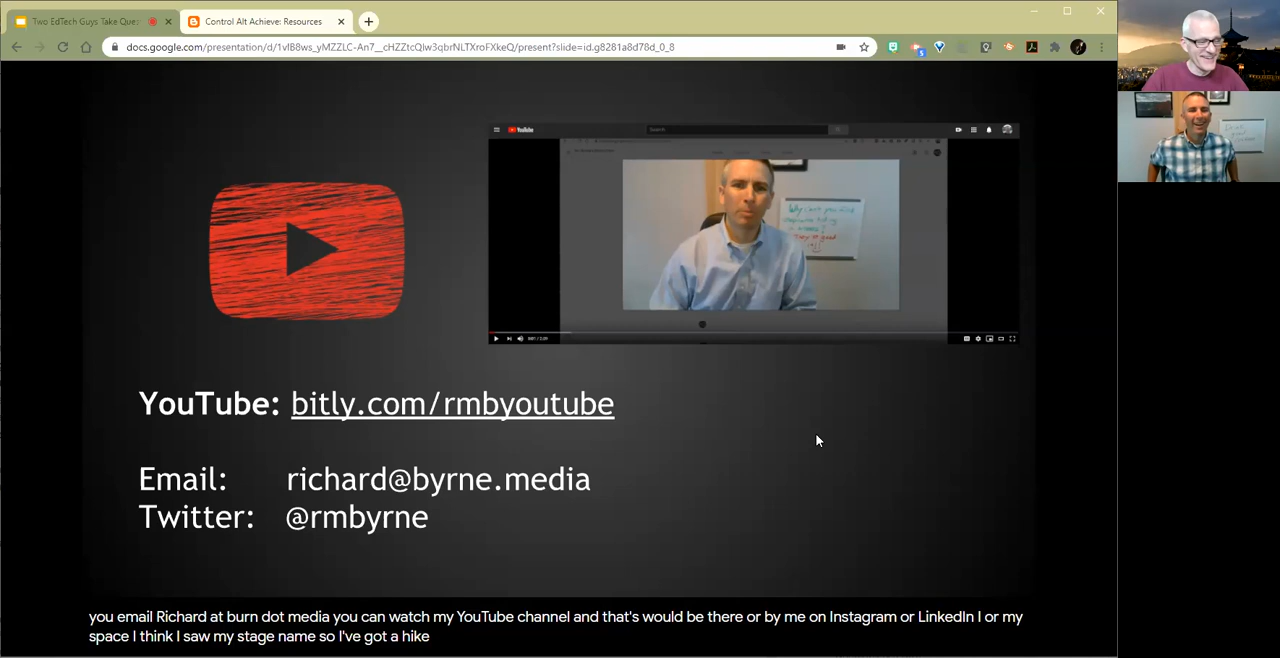 Two EdTech Guys Take Que
Control Alt Achieve: Resources
docs.google.com/presentation/d/1vlB8ws_yMZZLC-An7__cHZZtcQlw3qbrNLTXroFXkeQ/present?slide=id.g8281a8d78d_0_8
YouTube
Search
YouTube: bitly.com/rmbyoutube
Email: richard@byrne.media
Twitter: @rmbyrne
you email Richard at burn dot media you can watch my YouTube channel and that's would be there or by me on Instagram or LinkedIn I or my
space I think I saw my stage name so I've got a hike